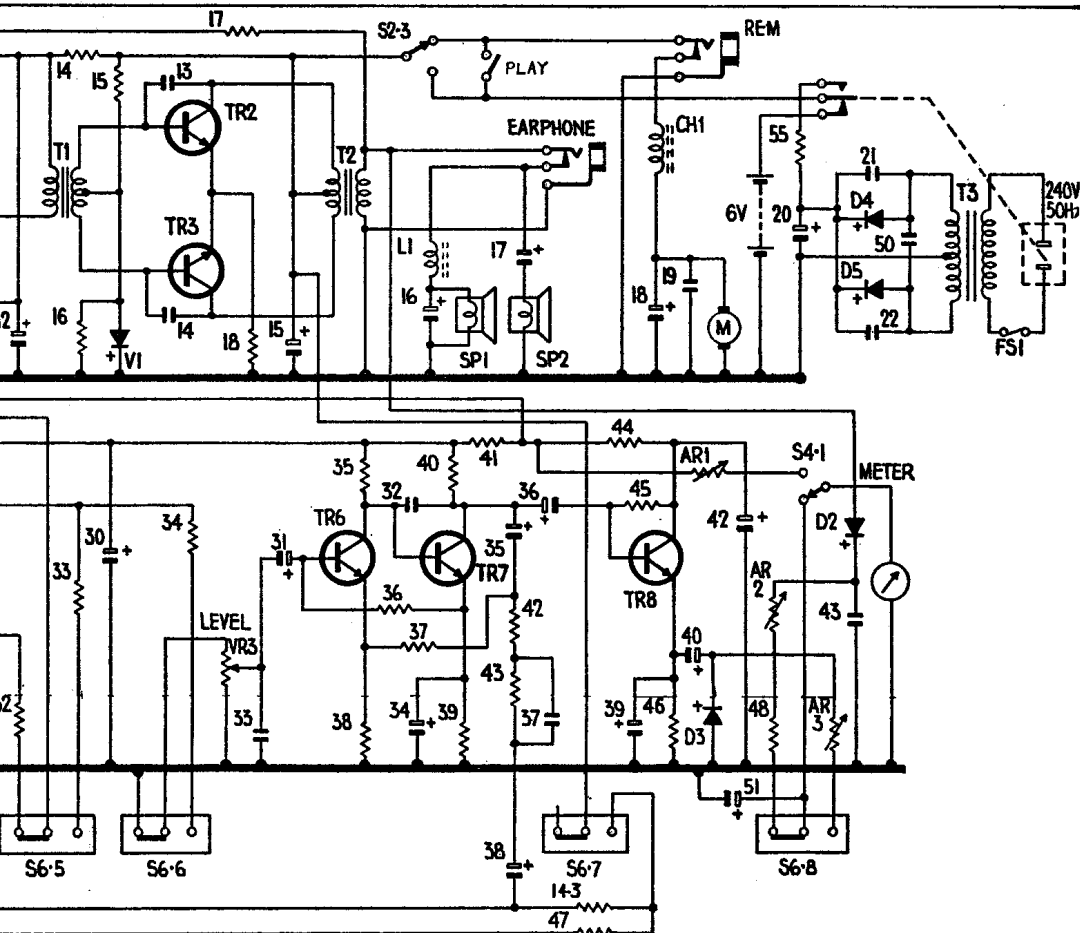 17
S2·3
REM
14
15
13
PLAY
TR2
EARPHONE
CH1
55
T1
T2
21
T3
240V
50Hz
D4
6V
20
50
TR3
L1
17
D5
19
18
16
16
14
18
15
M
22
V1
SP1
SP2
FS1
44
41
AR1
S4·1
35
40
METER
32
36
45
34
TR6
42
D2
30
31
35
33
TR7
AR
2
36
TR8
42
43
LEVEL
VR3
37
40
43
33
38
34
39
37
39
46
D3
48
AR
3
51
S6·5
S6·6
38
S6·7
S6·8
14-3
47